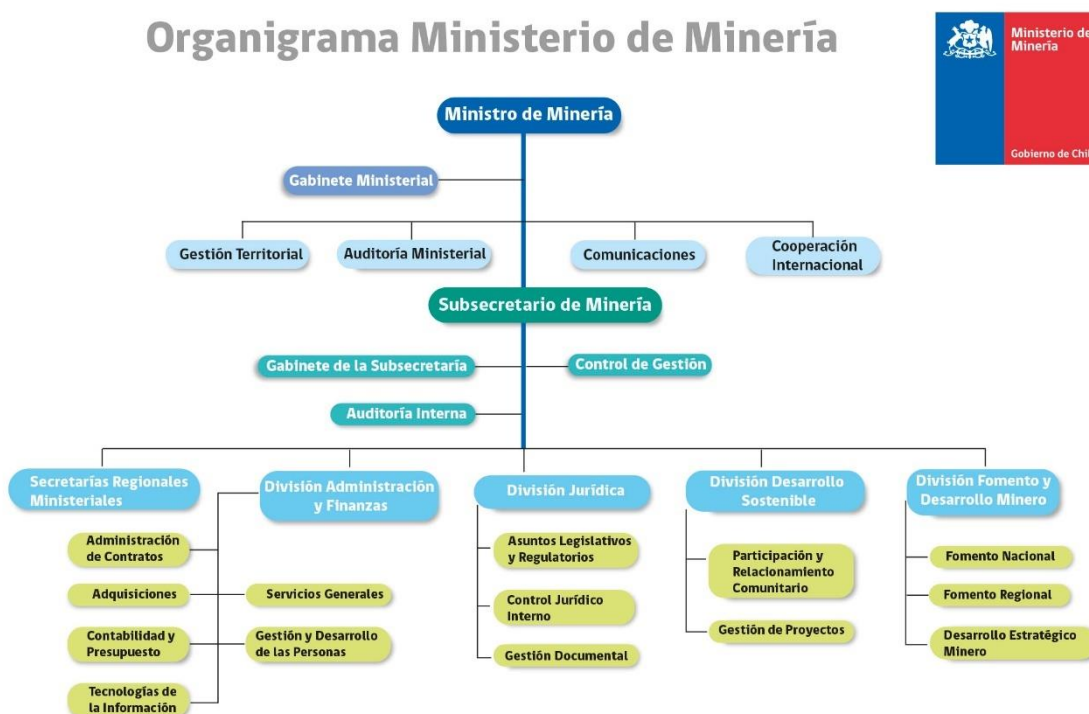 Organigrama Ministerio de Minería
Ministerio de
Minería
Gobierno de Chil
Ministro de Minería
Gabinete Ministerial
Gestión Territorial
Auditoría Ministerial
Comunicaciones
Cooperación
Internacional
Subsecretario de Minería
Gabinete de la Subsecretaría
Control de Gestión
Auditoría Interna
Secretarías Regionales
Ministeriales
División Administración
y Finanzas
División Jurídica
División Desarrollo
Sostenible
División Fomento y
Desarrollo Minero
Administración
de Contratos
Adquisiciones
Contabilidad y
Presupuesto
Tecnologías de
la Información
Servicios Generales
Gestión y Desarrollo
de las Personas
Asuntos Legislativos
y Regulatorios
Control Jurídico
Interno
Gestión Documental
Participación y
Relacionamiento
Comunitario
Gestión de Proyectos
Fomento Nacional
Fomento Regional
Desarrollo Estratégico
Minero